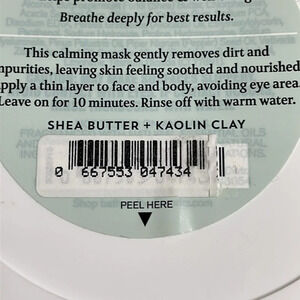 Breathe deeply for best results.
This calming mask gently removes dirt and
mpurities, leaving skin feeling soothed and nourished
pply a thin layer to face and body, avoiding eye area
Leave on for 10 minutes. Rinse off with warm water.
SHEA BUTTER + KAOLIN CLAY
0 667553 047434
PEEL HERE